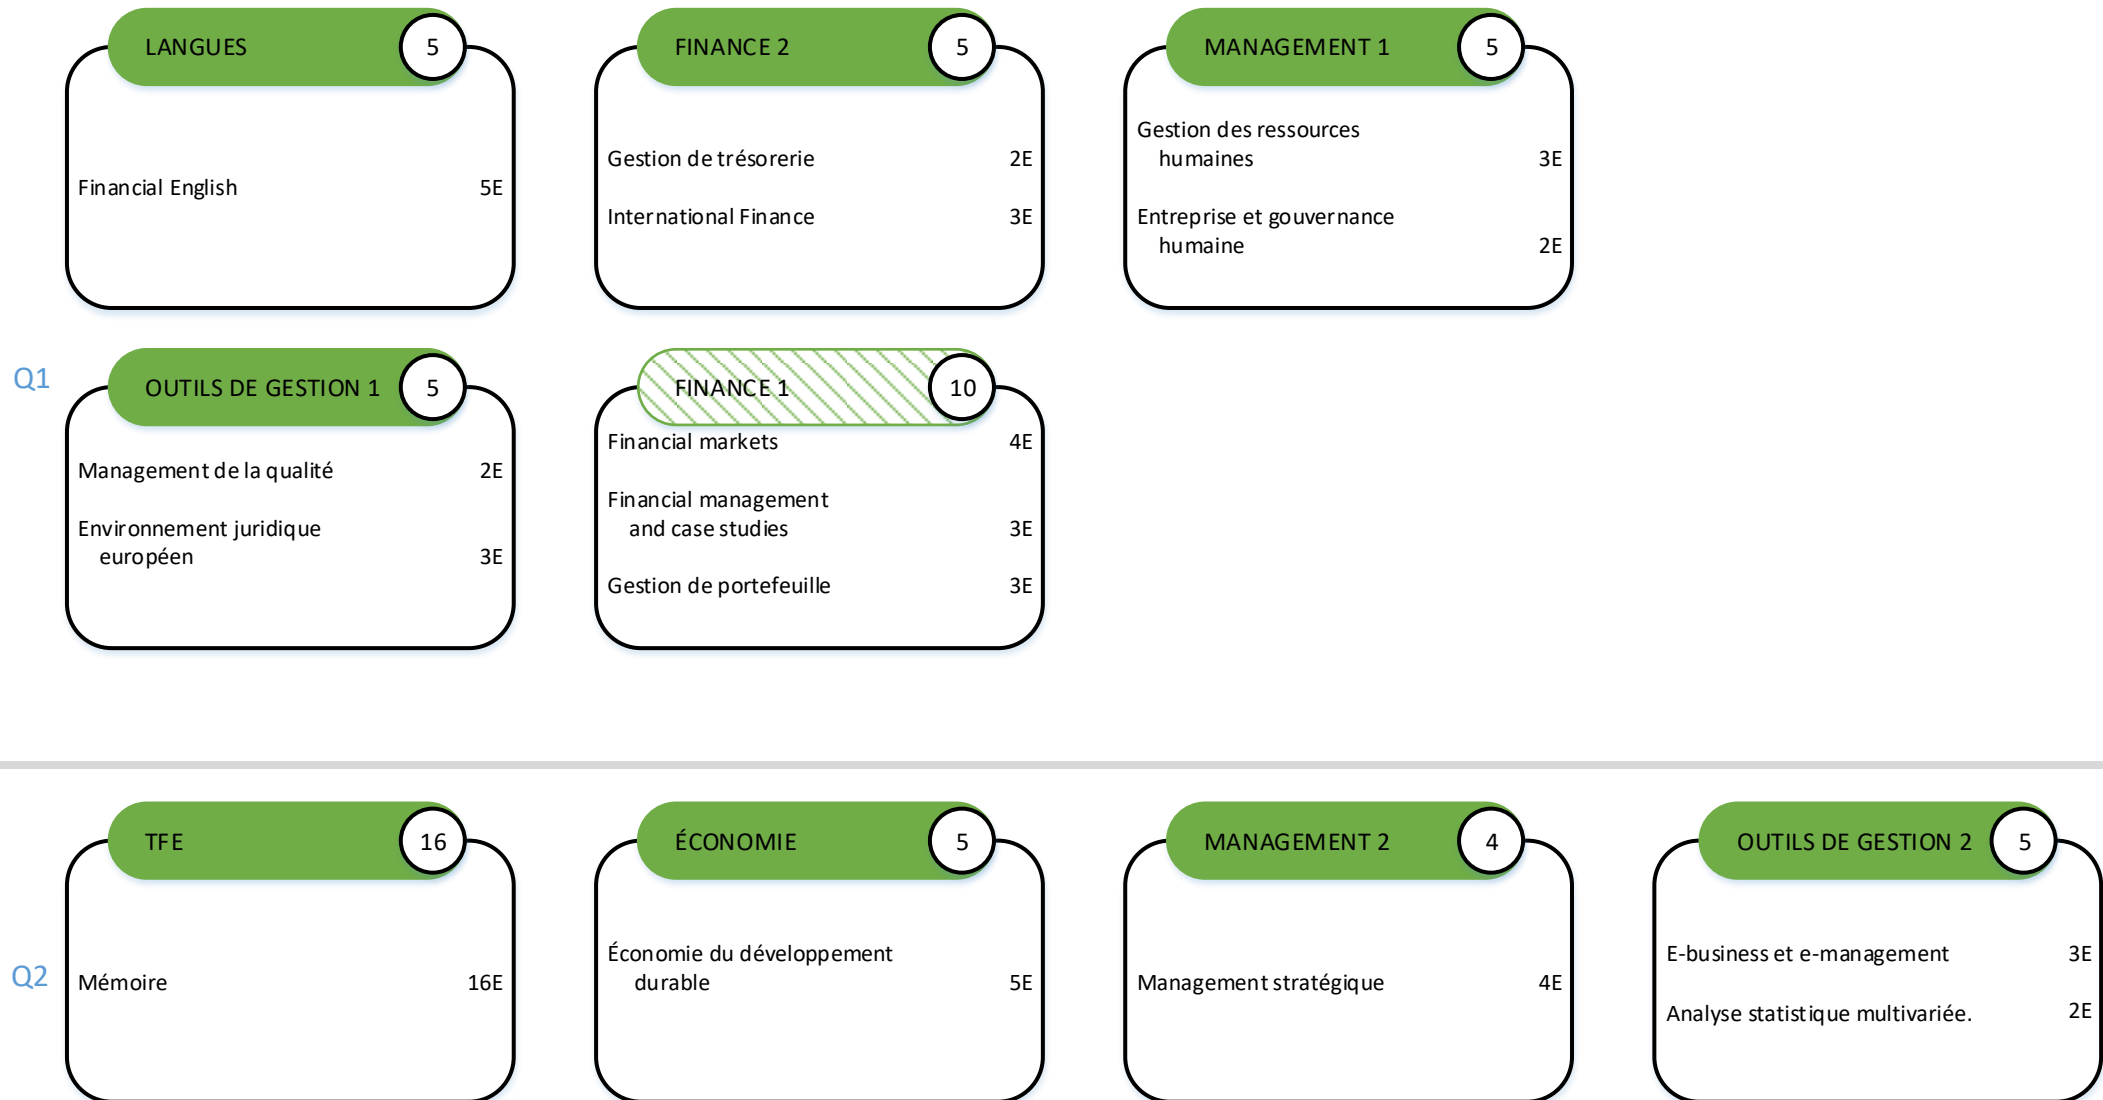 LANGUES 5
Financial English 5E
FINANCE 2 5
Gestion de trésorerie 2E
International Finance 3E
MANAGEMENT 1 5
Gestion des ressources
humaines 3E
Entreprise et gouvernance
humaine 2E
Q1
OUTILS DE GESTION 1 5
Management de la qualité 2E
Environnement juridique
européen 3E
FINANCE 1 10
Financial markets 4E
Financial management
and case studies 3E
Gestion de portefeuille 3E
Q2
TFE 16
Mémoire 16E
ÉCONOMIE 5
Économie du développement
durable 5E
MANAGEMENT 2 4
Management stratégique 4E
OUTILS DE GESTION 2 5
E-business et e-management 3E
Analyse statistique multivariée. 2E